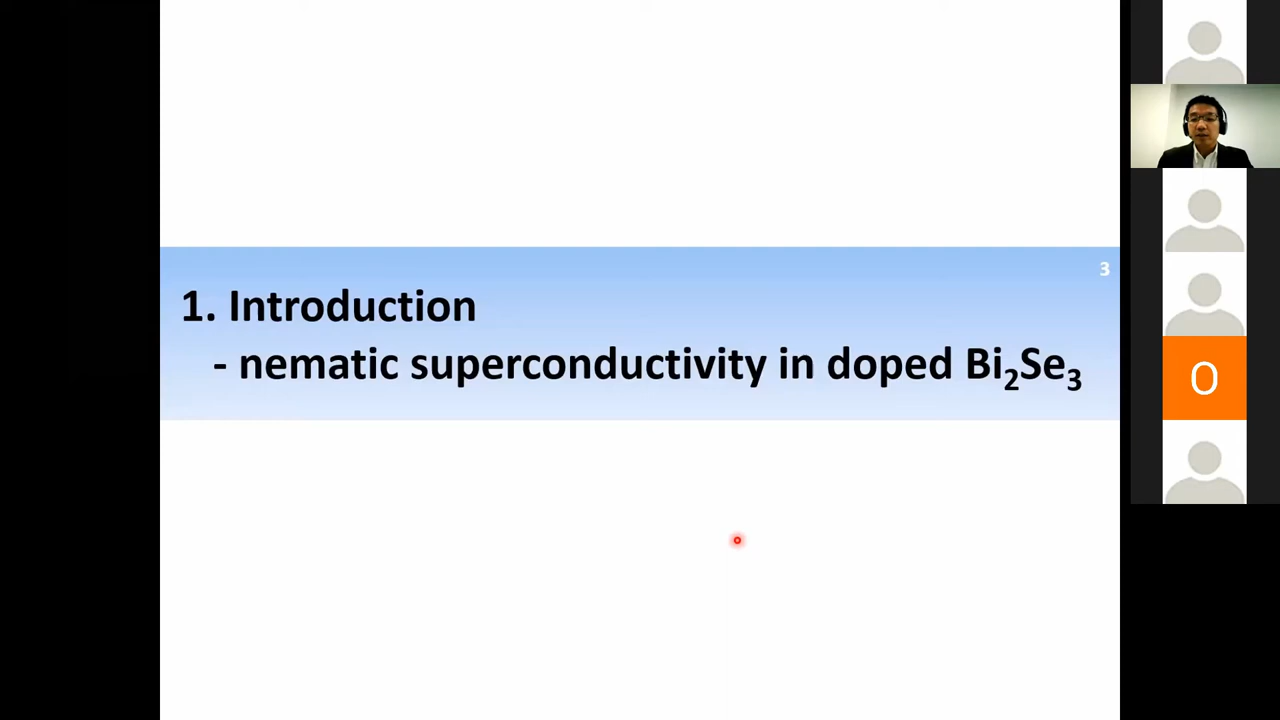 3
1. Introduction
- nematic superconductivity in doped Bi₂Se₃
O